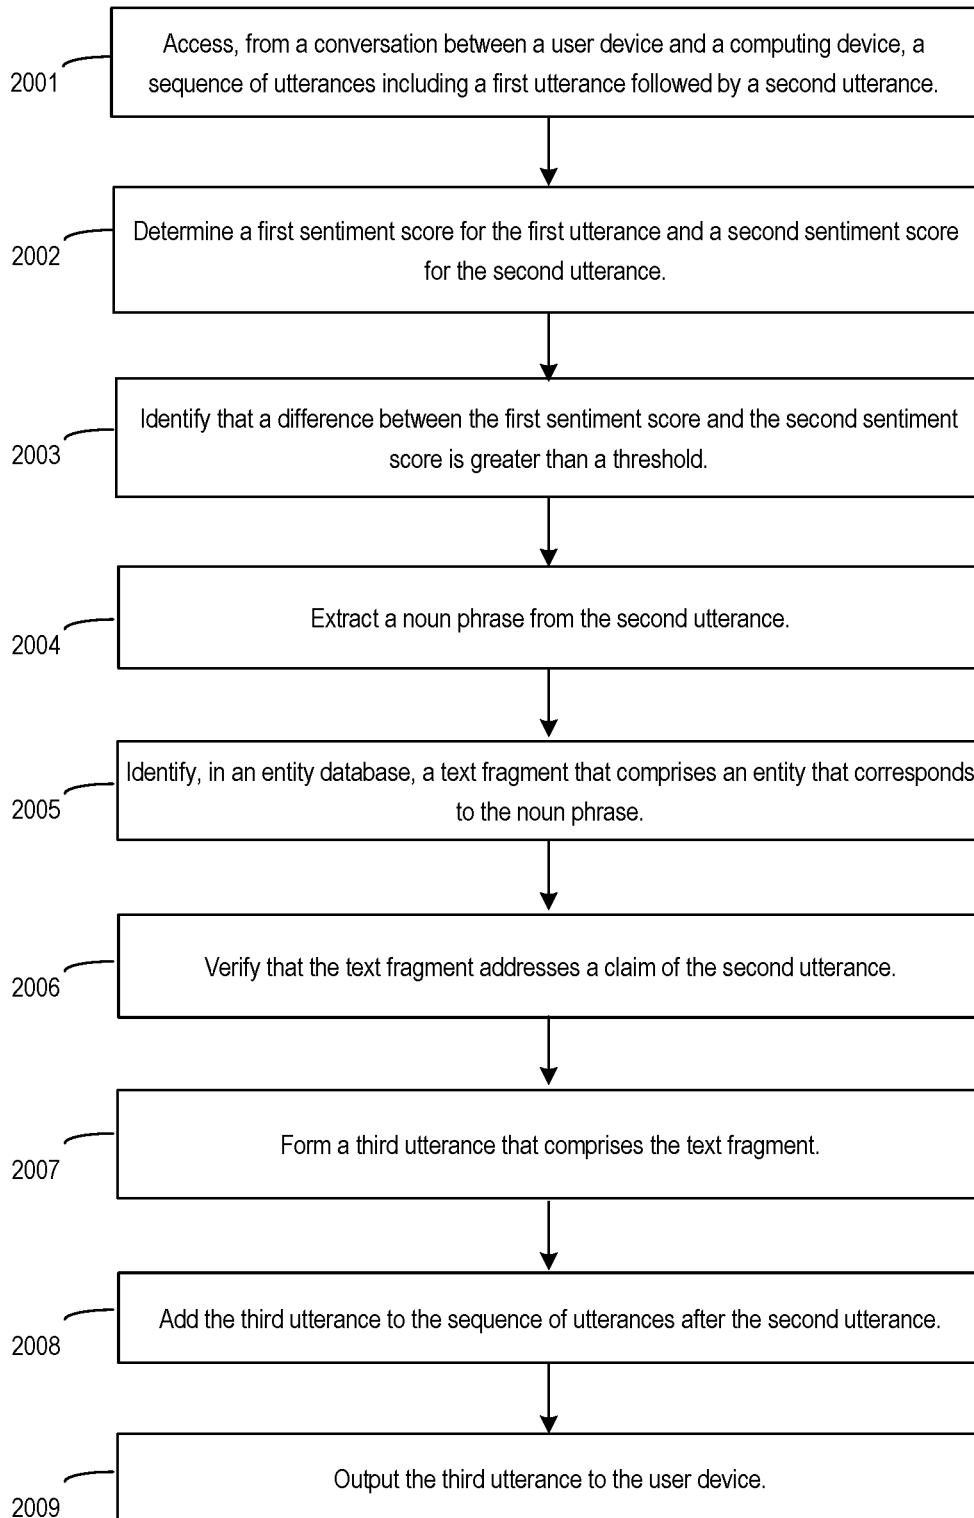 Access, from a conversation between a user device and a computing device, a
2001
sequence of utterances including a first utterance followed by a second utterance.
Determine a first sentiment score for the first utterance and a second sentiment score
2002
for the second utterance.
Identify that a difference between the first sentiment score and the second sentiment
2003
score is greater than a threshold.
Extract a noun phrase from the second utterance.
2004
Identify, in an entity database, a text fragment that comprises an entity that corresponds
2005
to the noun phrase.
Verify that the text fragment addresses a claim of the second utterance.
2006
Form a third utterance that comprises the text fragment.
2007
Add the third utterance to the sequence of utterances after the second utterance.
2008
Output the third utterance to the user device.
2009